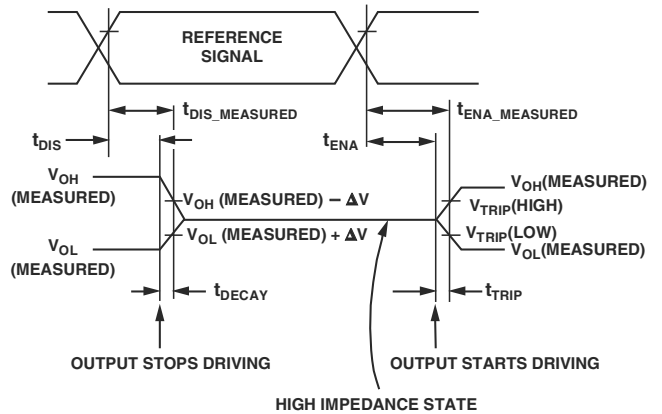 REFERENCE
SIGNAL
tDIS_MEASURED
tENA_MEASURED
tDIS
tENA
VOH
(MEASURED)
VOH (MEASURED) – ΔV
VOH(MEASURED)
VTRIP(HIGH)
VOL
(MEASURED)
VOL (MEASURED) + ΔV
VTRIP(LOW)
VOL(MEASURED)
tDECAY
tTRIP
OUTPUT STOPS DRIVING
OUTPUT STARTS DRIVING
HIGH IMPEDANCE STATE